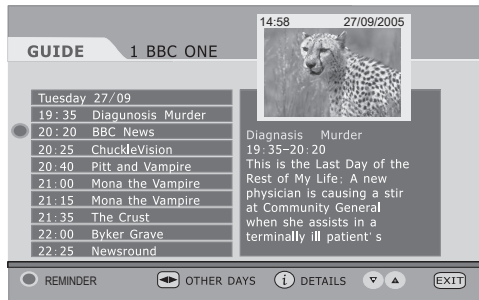 14:58 27/09/2005
GUIDE 1 BBC ONE
Tuesday 27/09
19:35 Diagunosis Murder
20:20 BBC News
20:25 ChuckleVision
20:40 Pitt and Vampire
21:00 Mona the Vampire
21:15 Mona the Vampire
21:35 The Crust
22:00 Byker Grave
22:25 Newsround
Diagnasis Murder
19:35-20:20
This is the Last Day of the
Rest of My Life: A new
physician is causing a stir
at Community General
when she assists in a
terminally ill patient's
REMINDER OTHER DAYS i DETAILS EXIT